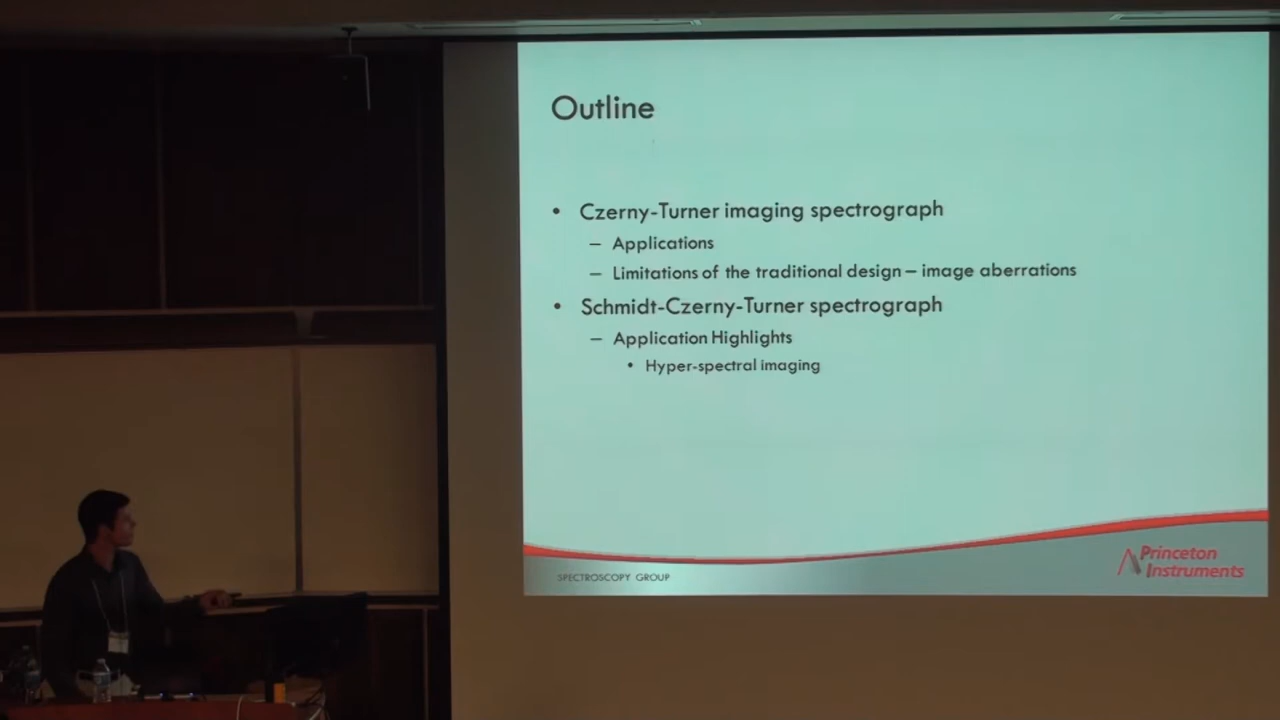 Outline
• Czerny-Turner imaging spectrograph
– Applications
– Limitations of the traditional design – image aberrations
• Schmidt-Czerny-Turner spectrograph
– Application Highlights
• Hyper-spectral imaging
SPECTROSCOPY GROUP
Princeton
Instruments